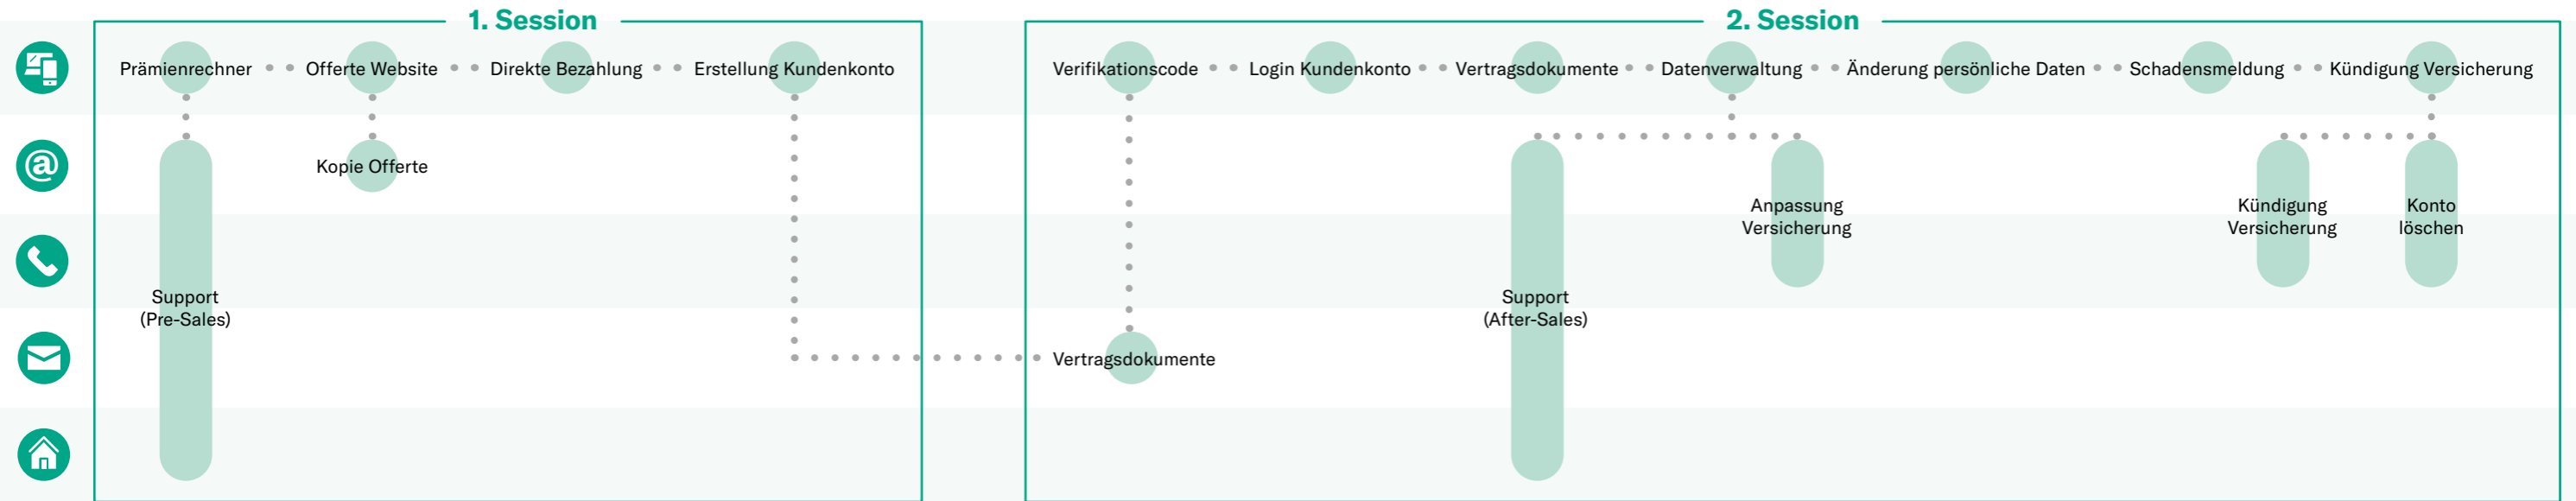 1. Session
2. Session
Prämienrechner
Offerte Website
Direkte Bezahlung
Erstellung Kundenkonto
Verifikationscode
Login Kundenkonto
Vertragsdokumente
Datenverwaltung
Änderung persönliche Daten
Schadensmeldung
Kündigung Versicherung
@
Kopie Offerte
Anpassung
Versicherung
Kündigung
Versicherung
Konto
löschen
Support
(Pre-Sales)
Support
(After-Sales)
Vertragsdokumente